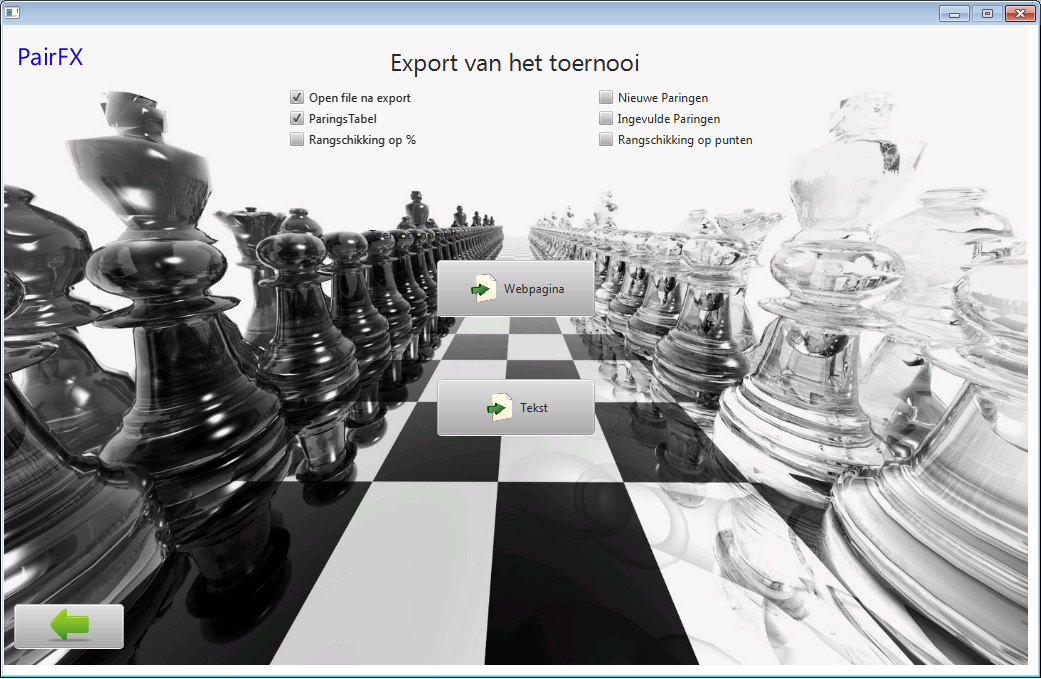 PairFX
Export van het toernooi
Open file na export
Nieuwe Paringen
ParingsTabel
Ingevulde Paringen
Rangschikking op %
Rangschikking op punten
Webpagina
Tekst